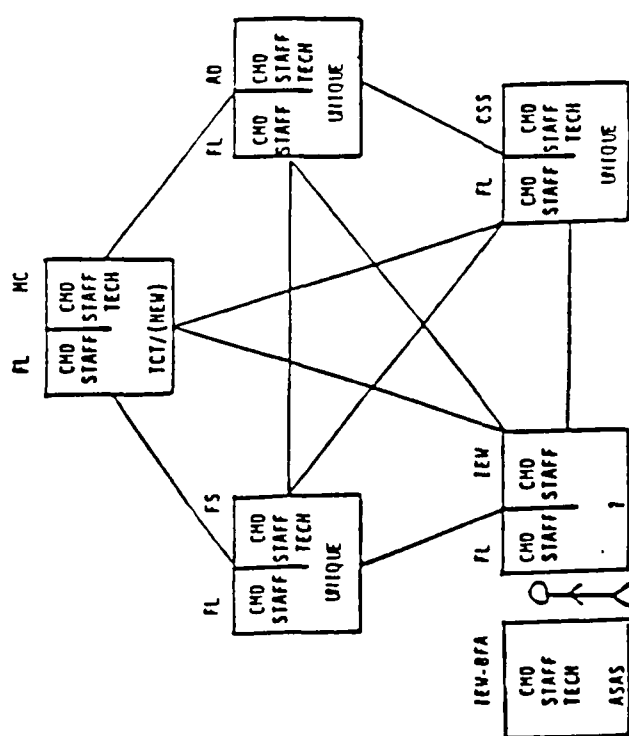 FL MC
CMD CMD
STAFF STAFF
TECH
TCT/(NEW)
FL AD
CMD CMD
STAFF STAFF
TECH
UNIQUE
FL FS
CMD CMD
STAFF STAFF
TECH
UNIQUE
FL CSS
CMD CMD
STAFF STAFF
TECH
UNIQUE
FL IEW
CMD CMD
STAFF STAFF
?
IEW-BFA
CMD
STAFF
TECH
ASAS